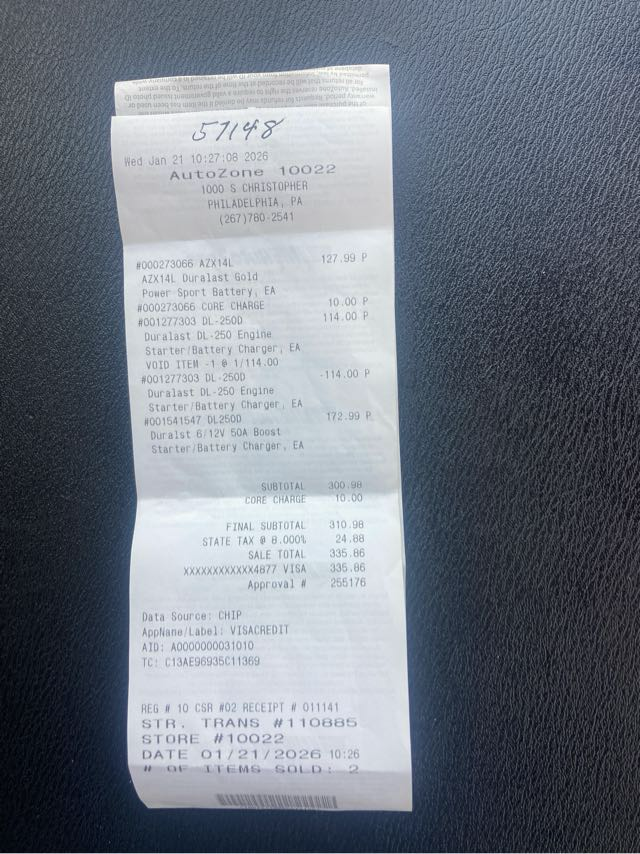 57148
Wed Jan 21 10:27:08 2026
AutoZone 10022
1000 S CHRISTOPHER
PHILADELPHIA, PA
(267)780-2541
#000273066 AZX14L 127.99 P
AZX14L Duralast Gold
Power Sport Battery, EA
#000273066 CORE CHARGE 10.00 P
#001277303 DL-250D 114.00 P
Duralast DL-250 Engine
Starter/Battery Charger, EA
VOID ITEM -1 @ 1/114.00
#001277303 DL-250D -114.00 P
Duralast DL-250 Engine
Starter/Battery Charger, EA
#001541547 DL250D 172.99 P
Duralst 6/12V 50A Boost
Starter/Battery Charger, EA
SUBTOTAL 300.98
CORE CHARGE 10.00
FINAL SUBTOTAL 310.98
STATE TAX @ 8.000% 24.88
SALE TOTAL 335.86
XXXXXXXXXXXX4877 VISA 335.86
Approval # 255176
Data Source: CHIP
AppName/Label: VISACREDIT
AID: A0000000031010
TC: C13AE96935C11369
REG # 10 CSR #02 RECEIPT # 011141
STR. TRANS #110885
STORE #10022
DATE 01/21/2026 10:26
# OF ITEMS SOLD: 2